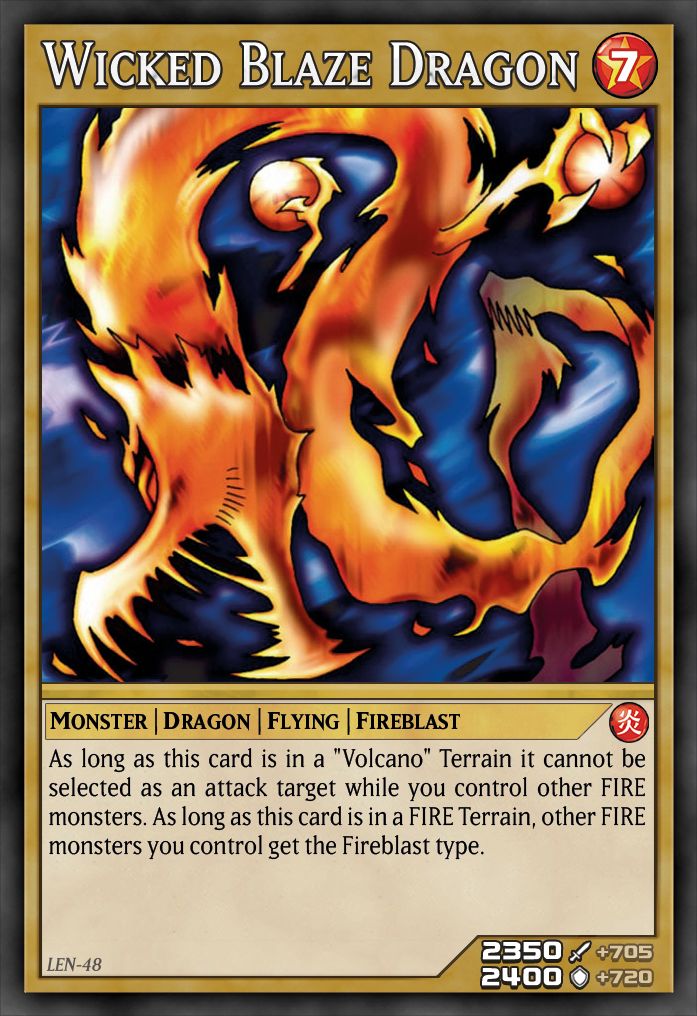 Wicked Blaze Dragon 7
Monster | Dragon | Flying | Fireblast 炎
As long as this card is in a "Volcano" Terrain it cannot be
selected as an attack target while you control other FIRE
monsters. As long as this card is in a FIRE Terrain, other FIRE
monsters you control get the Fireblast type.
2350 +705
LEN-48 2400 +720